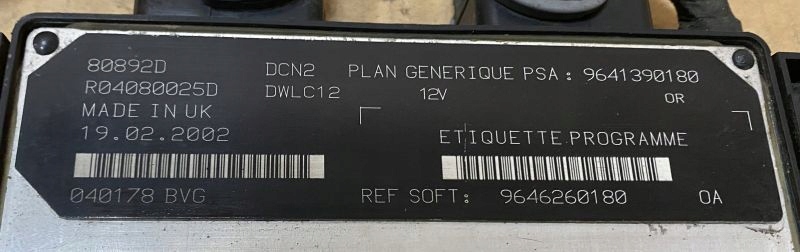 80892D DCN2 PLAN GENERIQUE PSA : 9641390180
R04080025D DWLC12 12V OR
MADE IN UK
19.02.2002 ETIQUETTE PROGRAMME
040178 BVG REF SOFT: 9646260180 0A